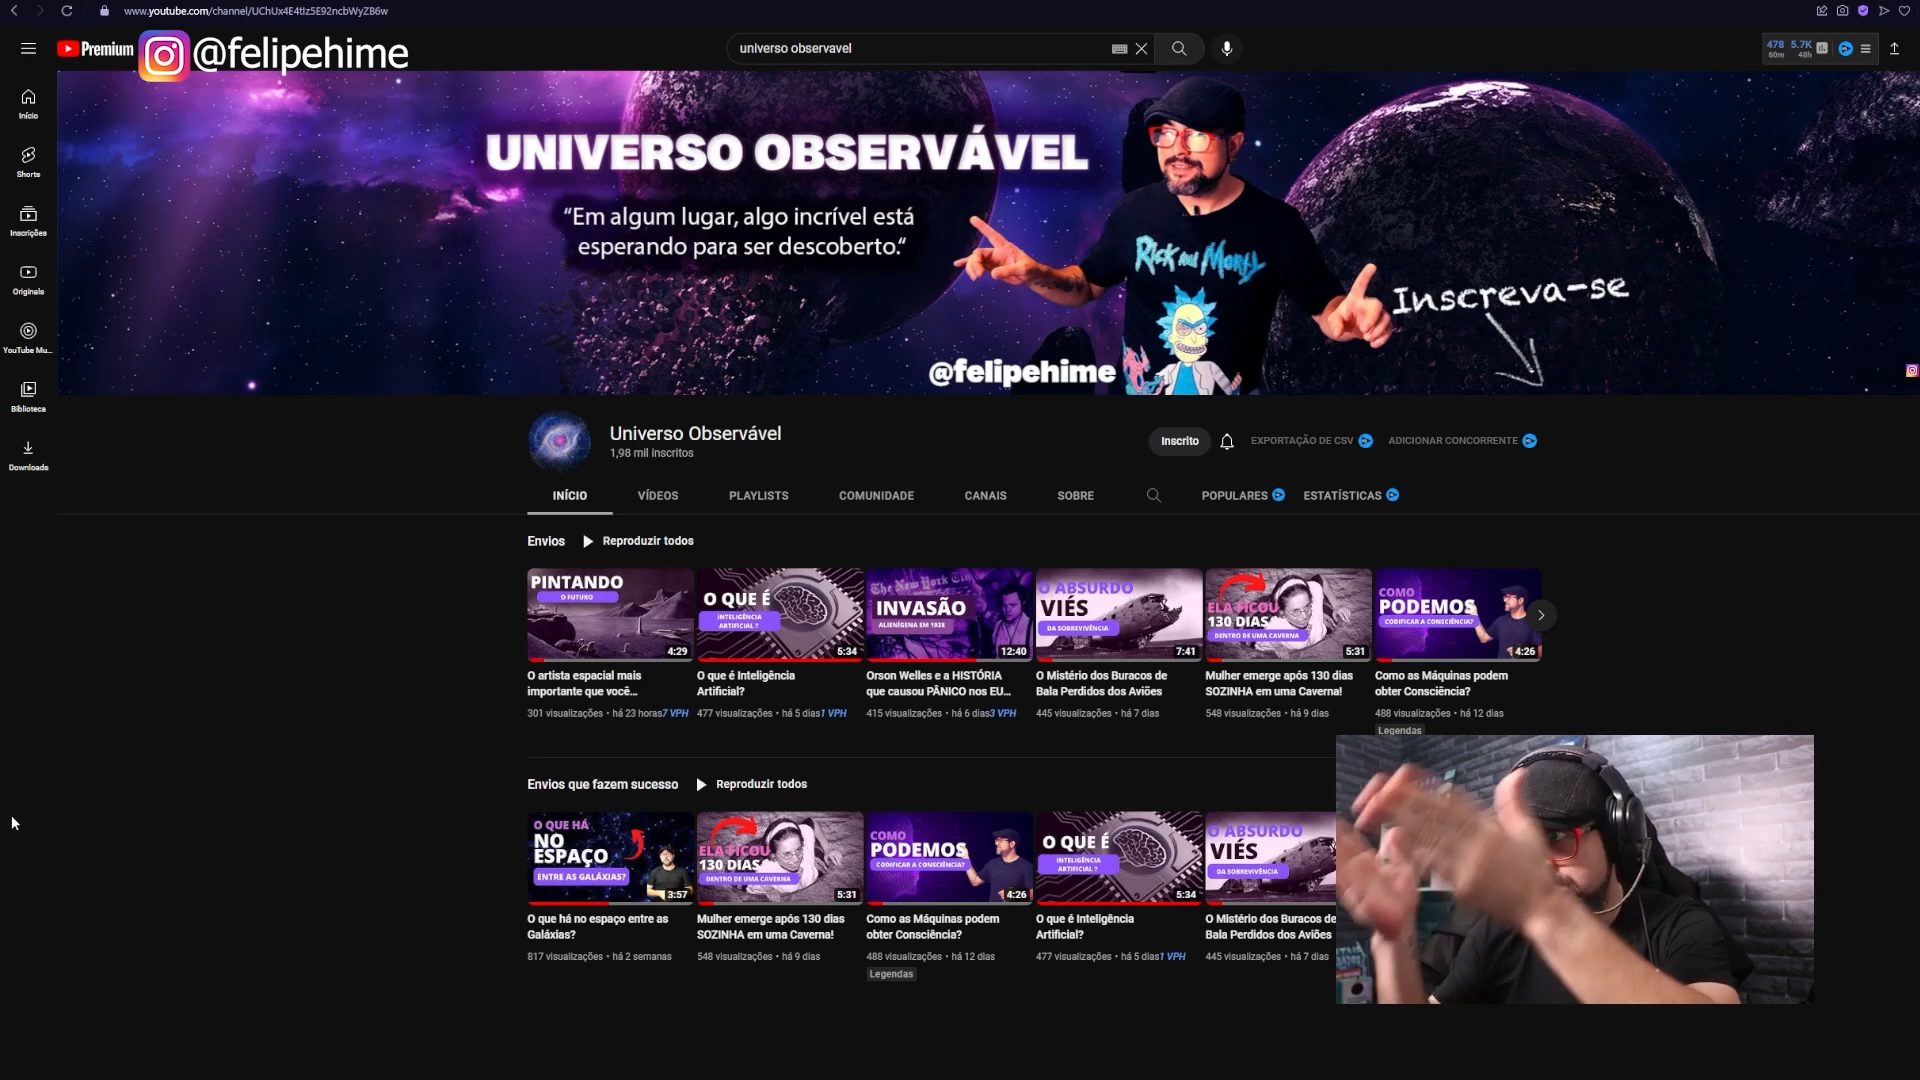 www.youtube.com/channel/UChUx4E4tIz5E92ncbWyZB6w
Premium
@felipehime
universo observavel
478 5.7K
60m 48h
Início
Shorts
Inscrições
Originals
YouTube Mu...
Biblioteca
Downloads
UNIVERSO OBSERVÁVEL
“Em algum lugar, algo incrível está
esperando para ser descoberto.“
Rick and Morty
Inscreva-se
@felipehime
Universo Observável
1,98 mil inscritos
Inscrito
EXPORTAÇÃO DE CSV
ADICIONAR CONCORRENTE
INÍCIO VÍDEOS PLAYLISTS COMUNIDADE CANAIS SOBRE POPULARES ESTATÍSTICAS
Envios Reproduzir todos
PINTANDO
O FUTURO
4:29
O artista espacial mais
importante que você...
301 visualizações • há 23 horas7 VPH
O QUE É
INTELIGÊNCIA
ARTIFICIAL ?
5:34
O que é Inteligência
Artificial?
477 visualizações • há 5 dias1 VPH
The New York Tim
INVASÃO
ALIENÍGENA EM 1938
12:40
Orson Welles e a HISTÓRIA
que causou PÂNICO nos EU...
415 visualizações • há 6 dias3 VPH
O ABSURDO
VIÉS
DA SOBREVIVÊNCIA
7:41
O Mistério dos Buracos de
Bala Perdidos dos Aviões
445 visualizações • há 7 dias
ELA FICOU
130 DIAS
DENTRO DE UMA CAVERNA
5:31
Mulher emerge após 130 dias
SOZINHA em uma Caverna!
548 visualizações • há 9 dias
COMO
PODEMOS
CODIFICAR A CONSCIÊNCIA?
4:26
Como as Máquinas podem
obter Consciência?
488 visualizações • há 12 dias
Legendas
Envios que fazem sucesso Reproduzir todos
O QUE HÁ
NO
ESPAÇO
ENTRE AS GALÁXIAS?
3:57
O que há no espaço entre as
Galáxias?
817 visualizações • há 2 semanas
ELA FICOU
130 DIAS
DENTRO DE UMA CAVERNA
5:31
Mulher emerge após 130 dias
SOZINHA em uma Caverna!
548 visualizações • há 9 dias
COMO
PODEMOS
CODIFICAR A CONSCIÊNCIA?
4:26
Como as Máquinas podem
obter Consciência?
488 visualizações • há 12 dias
Legendas
O QUE É
INTELIGÊNCIA
ARTIFICIAL ?
5:34
O que é Inteligência
Artificial?
477 visualizações • há 5 dias1 VPH
O ABSURDO
VIÉS
DA SOBREVIVÊNCIA
O Mistério dos Buracos de
Bala Perdidos dos Aviões
445 visualizações • há 7 dias